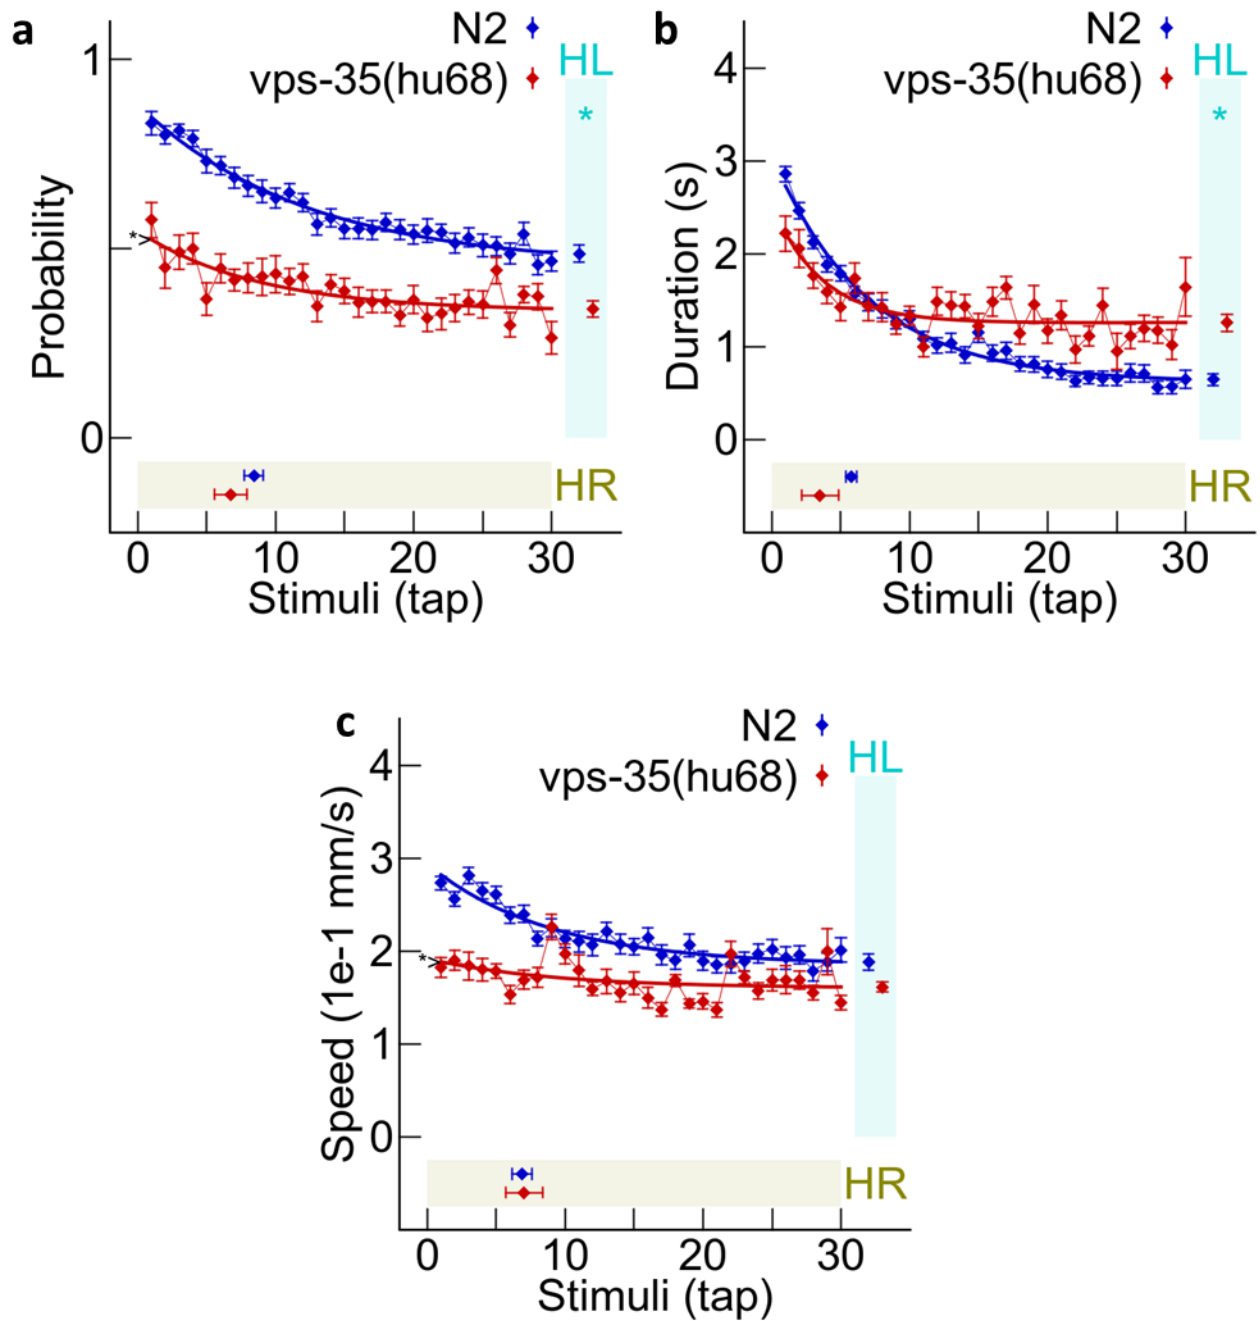 a
N2
vps-35(hu68)
HL
*
1
0
Probability
*>
HR
0 10 20 30
Stimuli (tap)
b
N2
vps-35(hu68)
HL
*
4
3
2
1
0
Duration (s)
HR
0 10 20 30
Stimuli (tap)
c
N2
vps-35(hu68)
HL
4
3
2
1
0
Speed (1e-1 mm/s)
*>
HR
0 10 20 30
Stimuli (tap)